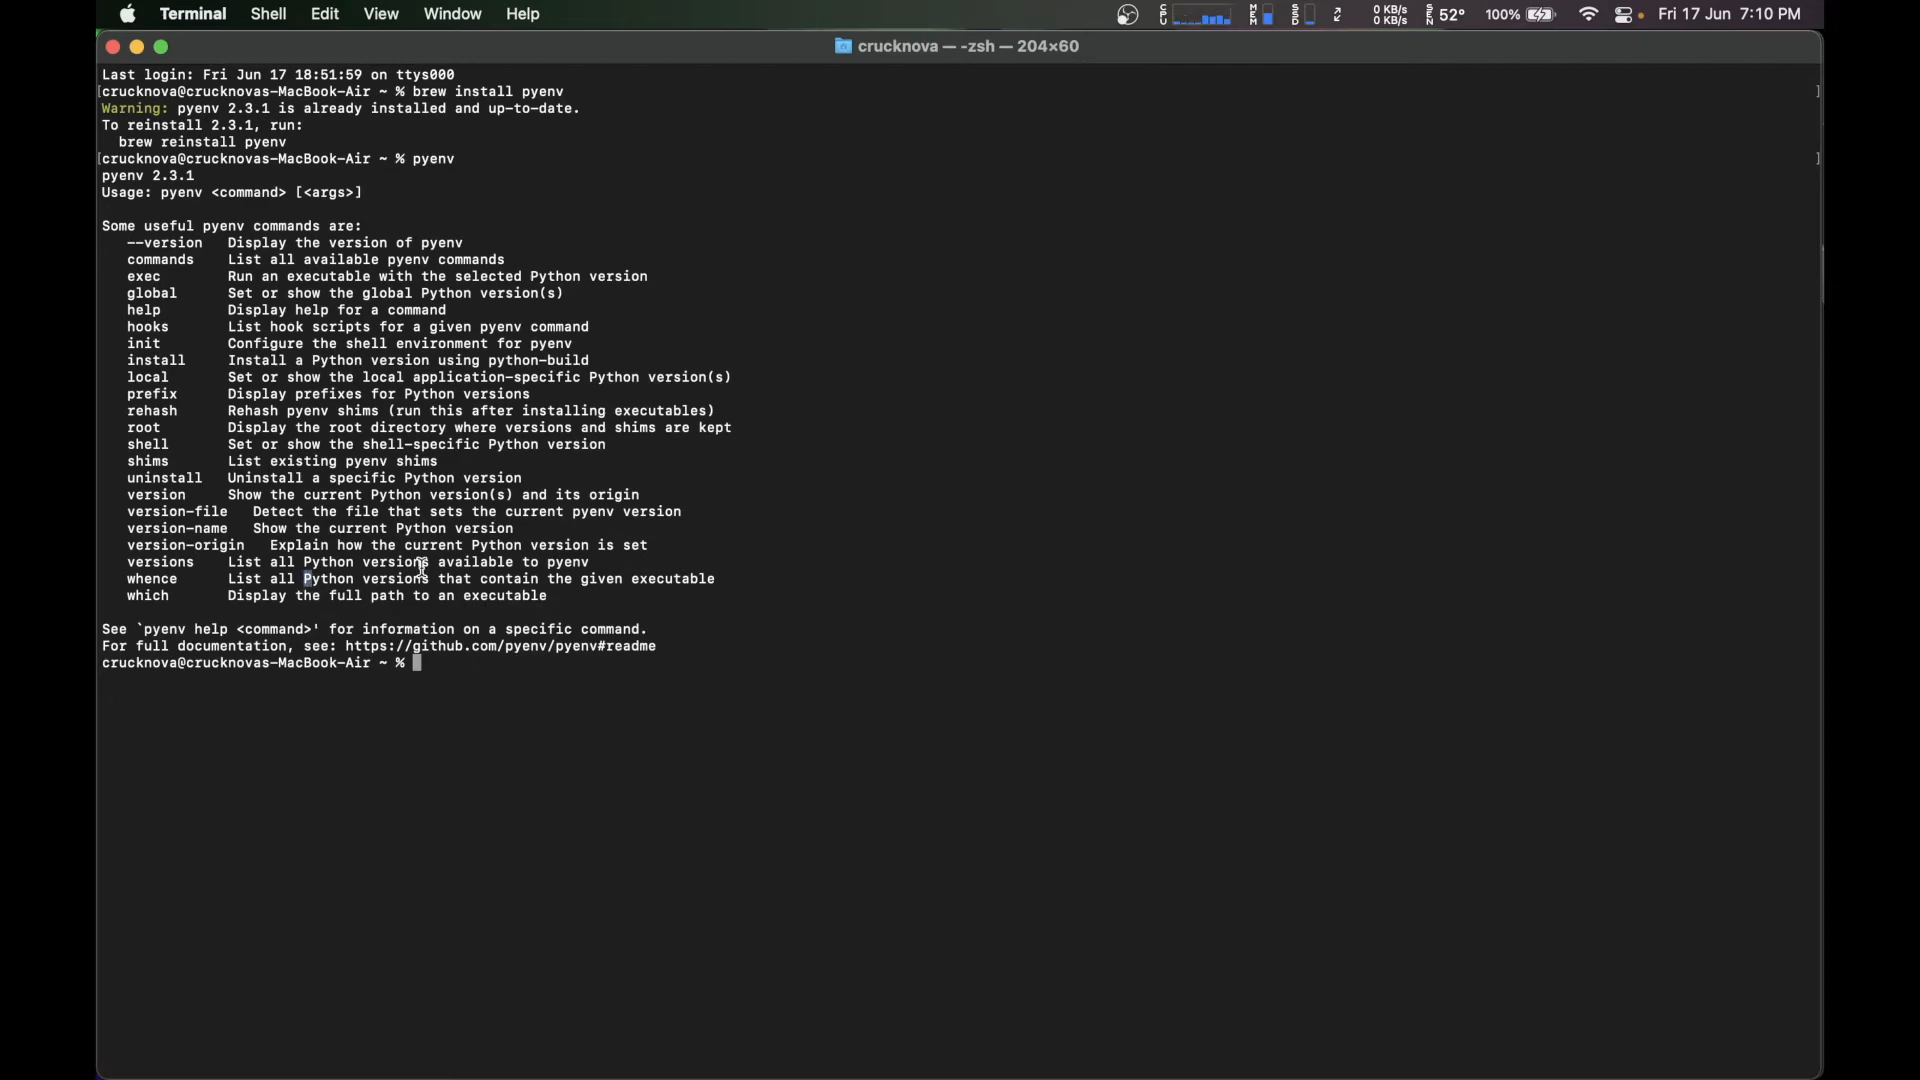 Terminal Shell Edit View Window Help CPU MEM SSD 0 KB/s 0 KB/s SEN 52° 100% Fri 17 Jun 7:10 PM
crucknova — -zsh — 204×60
Last login: Fri Jun 17 18:51:59 on ttys000
[crucknova@crucknovas-MacBook-Air ~ % brew install pyenv ]
Warning: pyenv 2.3.1 is already installed and up-to-date.
To reinstall 2.3.1, run:
  brew reinstall pyenv
[crucknova@crucknovas-MacBook-Air ~ % pyenv ]
pyenv 2.3.1
Usage: pyenv <command> [<args>]
Some useful pyenv commands are:
   --version   Display the version of pyenv
   commands    List all available pyenv commands
   exec        Run an executable with the selected Python version
   global      Set or show the global Python version(s)
   help        Display help for a command
   hooks       List hook scripts for a given pyenv command
   init        Configure the shell environment for pyenv
   install     Install a Python version using python-build
   local       Set or show the local application-specific Python version(s)
   prefix      Display prefixes for Python versions
   rehash      Rehash pyenv shims (run this after installing executables)
   root        Display the root directory where versions and shims are kept
   shell       Set or show the shell-specific Python version
   shims       List existing pyenv shims
   uninstall   Uninstall a specific Python version
   version     Show the current Python version(s) and its origin
   version-file   Detect the file that sets the current pyenv version
   version-name   Show the current Python version
   version-origin   Explain how the current Python version is set
   versions    List all Python versions available to pyenv
   whence      List all Python versions that contain the given executable
   which       Display the full path to an executable
See `pyenv help <command>' for information on a specific command.
For full documentation, see: https://github.com/pyenv/pyenv#readme
crucknova@crucknovas-MacBook-Air ~ %